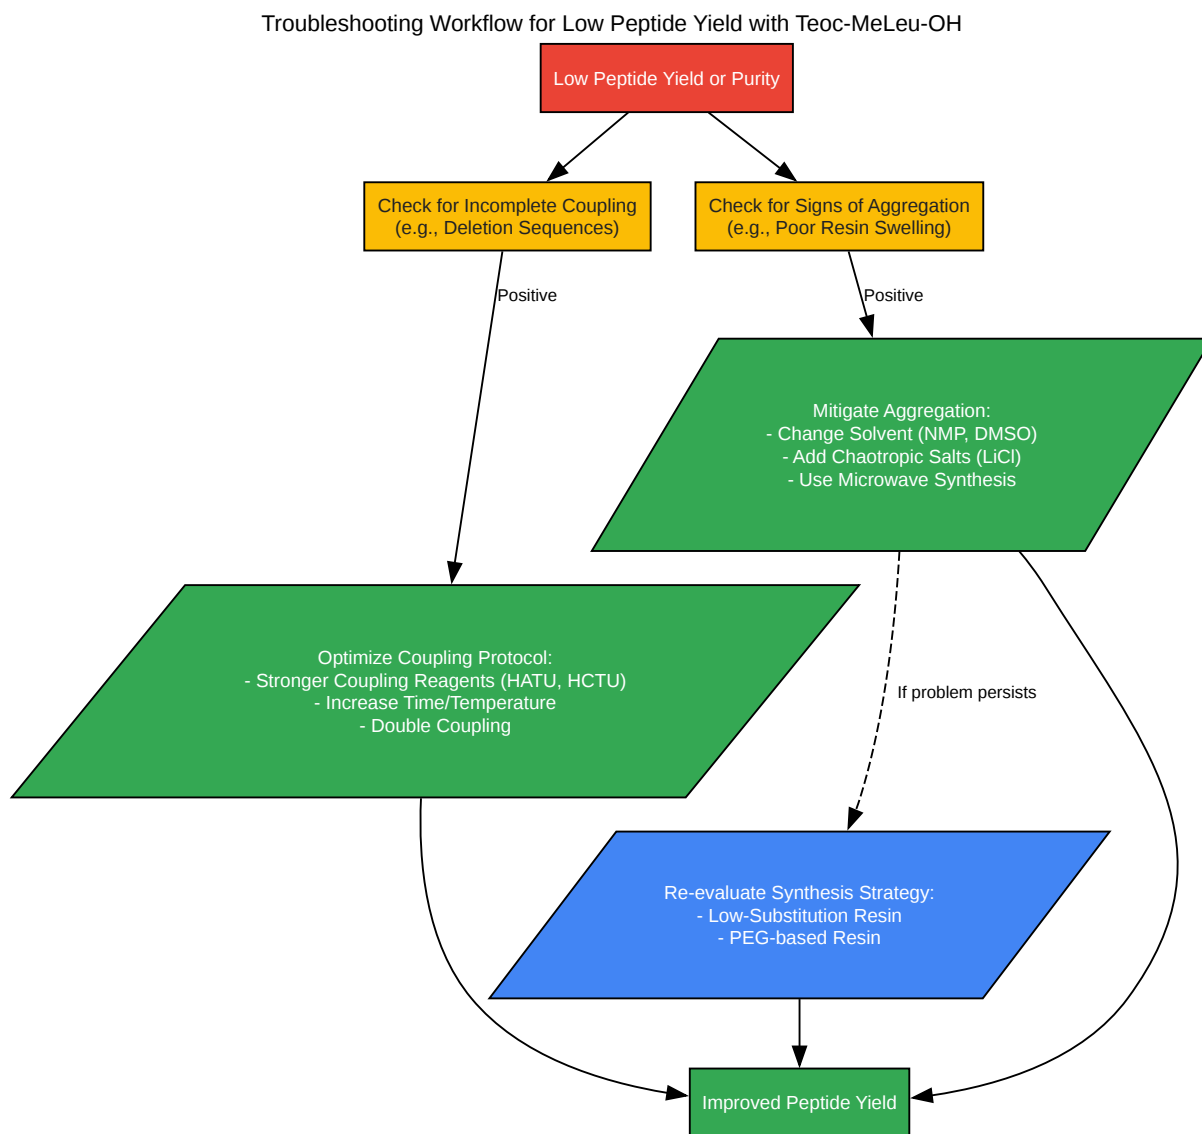 Troubleshooting Workflow for Low Peptide Yield with Teoc-MeLeu-OH
Low Peptide Yield or Purity
Check for Incomplete Coupling
(e.g., Deletion Sequences)
Check for Signs of Aggregation
(e.g., Poor Resin Swelling)
Positive
Positive
Mitigate Aggregation:
- Change Solvent (NMP, DMSO)
- Add Chaotropic Salts (LiCl)
- Use Microwave Synthesis
Optimize Coupling Protocol:
- Stronger Coupling Reagents (HATU, HCTU)
- Increase Time/Temperature
- Double Coupling
If problem persists
Re-evaluate Synthesis Strategy:
- Low-Substitution Resin
- PEG-based Resin
Improved Peptide Yield